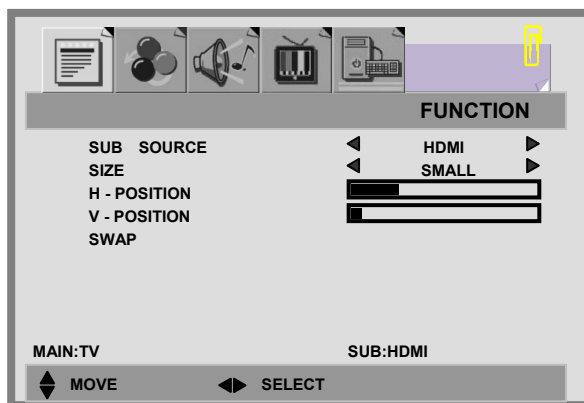 FUNCTION
SUB SOURCE HDMI
SIZE SMALL
H - POSITION
V - POSITION
SWAP
MAIN:TV SUB:HDMI
MOVE SELECT